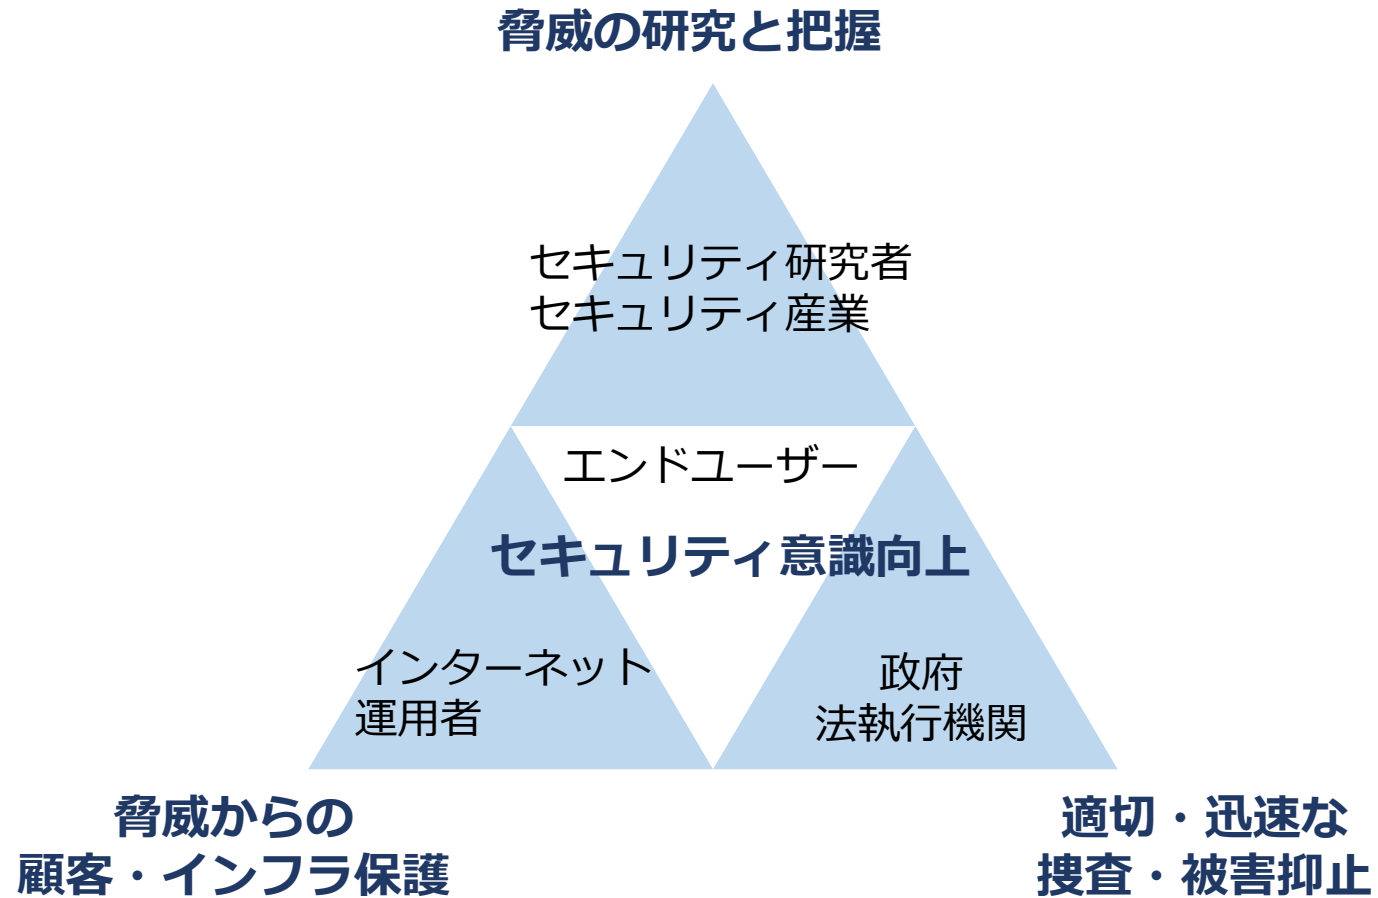 脅威の研究と把握
セキュリティ研究者
セキュリティ産業
エンドユーザー
セキュリティ意識向上
インターネット
運用者
政府
法執行機関
脅威からの
顧客・インフラ保護
適切・迅速な
捜査・被害抑止